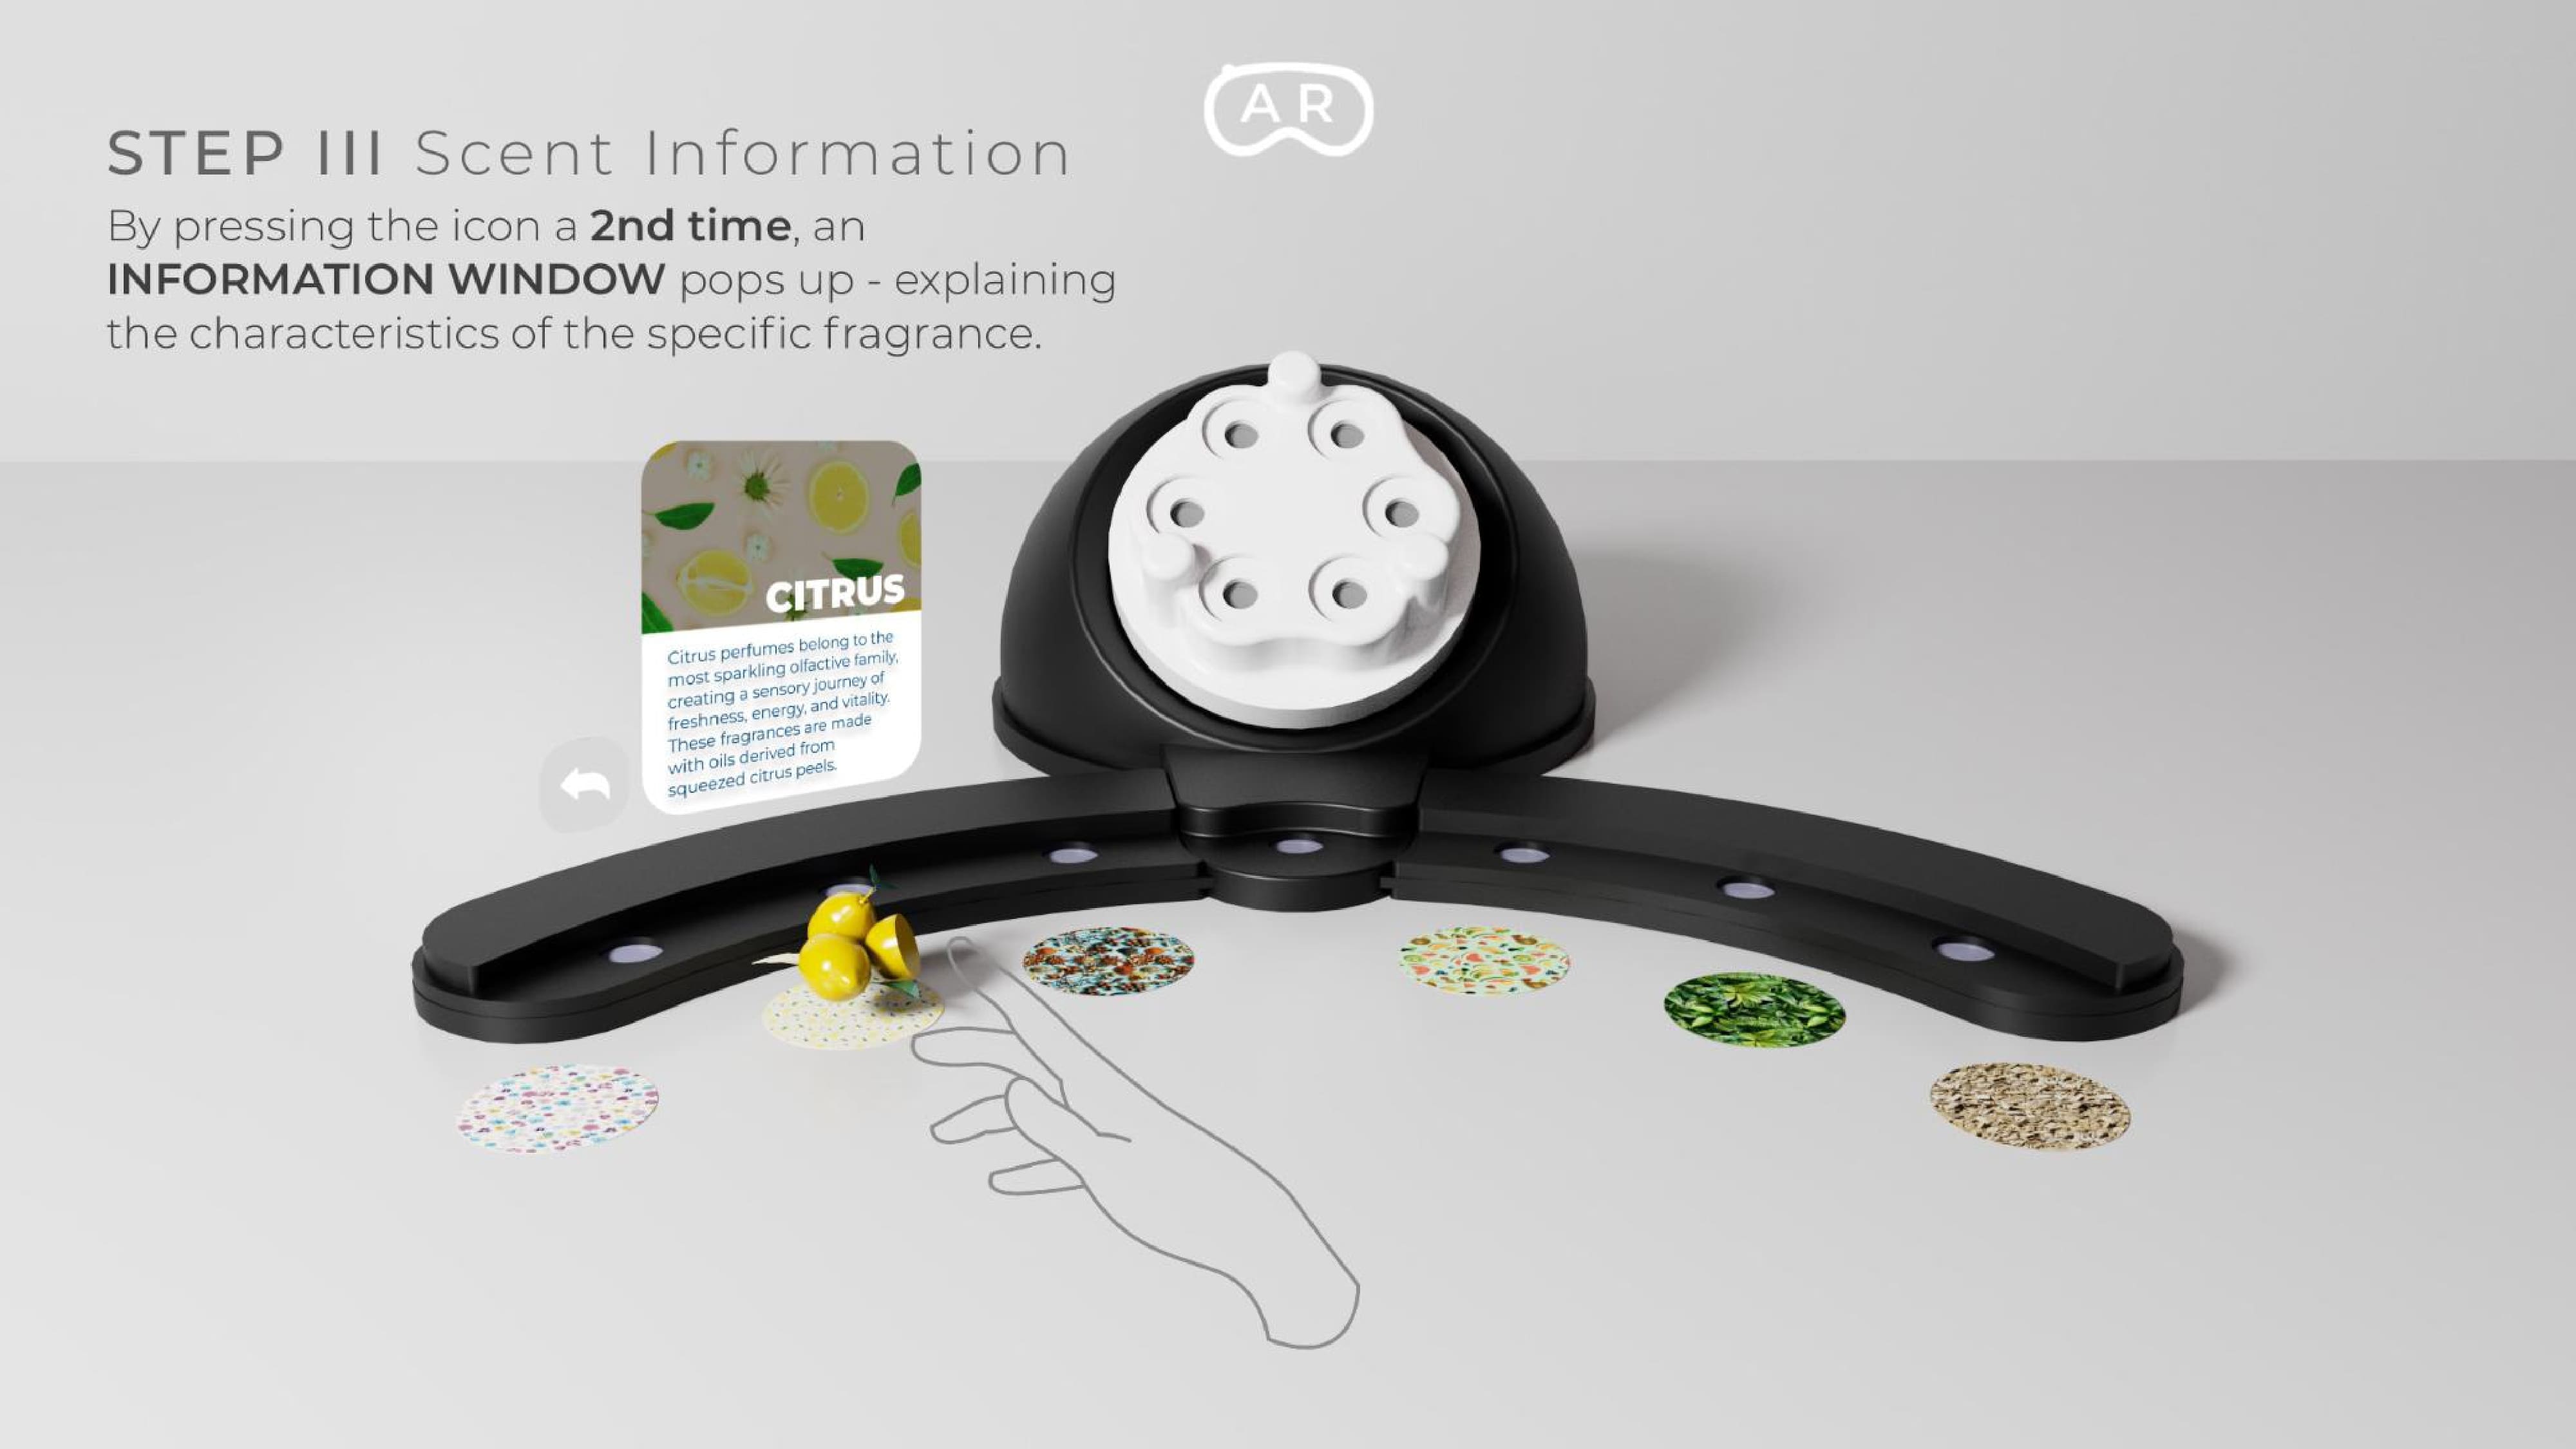 AR
STEP III Scent Information
By pressing the icon a 2nd time, an
INFORMATION WINDOW pops up - explaining
the characteristics of the specific fragrance.
CITRUS
Citrus perfumes belong to the
most sparkling olfactive family,
creating a sensory journey of
freshness, energy, and vitality.
These fragrances are made
with oils derived from
squeezed citrus peels.